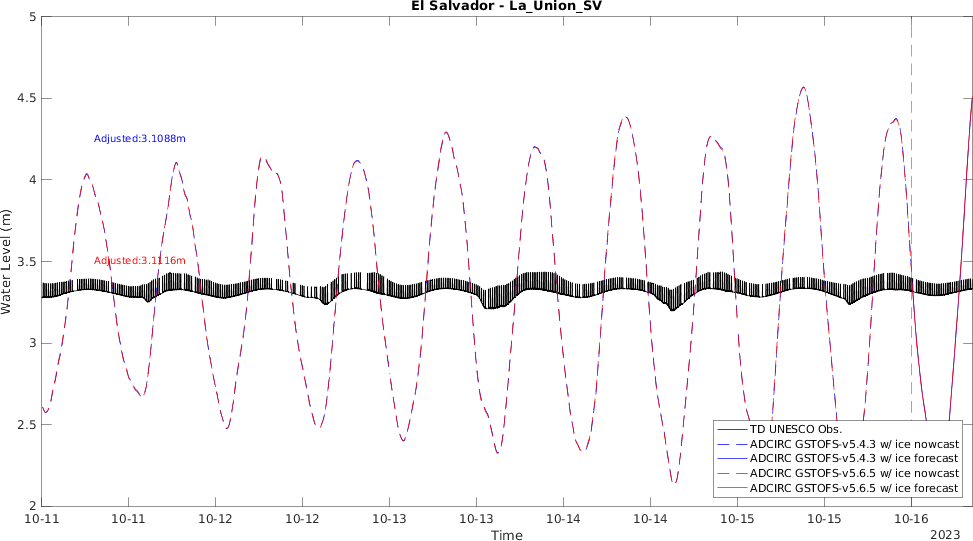 El Salvador - La_Union_SV
5
4.5
4
3.5
3
2.5
2
Water Level (m)
Adjusted:3.1088m
Adjusted:3.1116m
TD UNESCO Obs.
ADCIRC GSTOFS-v5.4.3 w/ ice nowcast
ADCIRC GSTOFS-v5.4.3 w/ ice forecast
ADCIRC GSTOFS-v5.6.5 w/ ice nowcast
ADCIRC GSTOFS-v5.6.5 w/ ice forecast
10-11 10-11 10-12 10-12 10-13 10-13 10-14 10-14 10-15 10-15 10-16
Time
2023